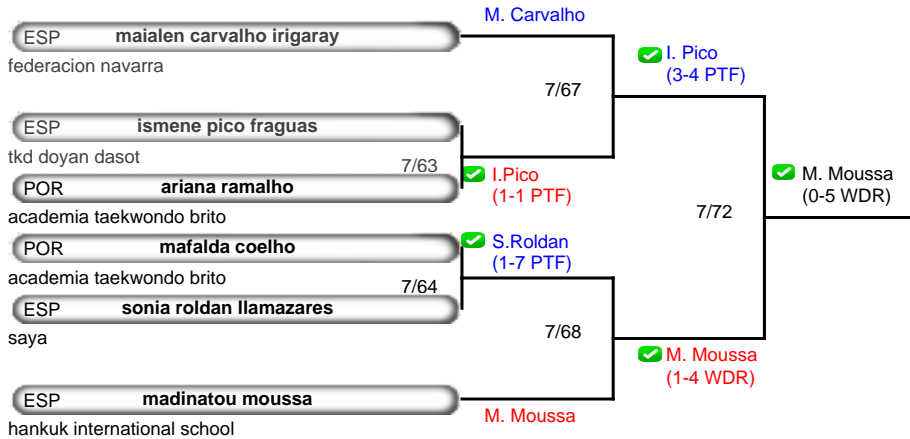 M. Carvalho
ESP maialen carvalho irigaray
federacion navarra
I. Pico
(3-4 PTF)
7/67
ESP ismene pico fraguas
tkd doyan dasot
7/63
I.Pico
(1-1 PTF)
POR ariana ramalho
academia taekwondo brito
M. Moussa
(0-5 WDR)
7/72
POR mafalda coelho
academia taekwondo brito
S.Roldan
(1-7 PTF)
7/64
ESP sonia roldan llamazares
saya
7/68
M. Moussa
(1-4 WDR)
ESP madinatou moussa
hankuk international school
M. Moussa